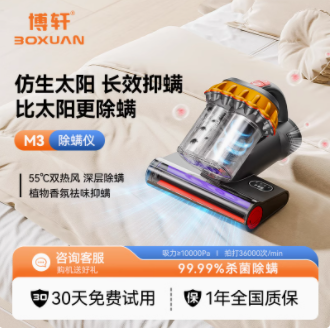 博轩®
BOXUAN
仿生太阳 长效抑螨
比太阳更除螨
M3 除螨仪
55℃双热风 深层除螨
植物香氛祛味抑螨
咨询客服
购机送好礼
吸力≥10000Pa | 拍打36000次/min
99.99%杀菌除螨
30天免费试用
1年全国质保